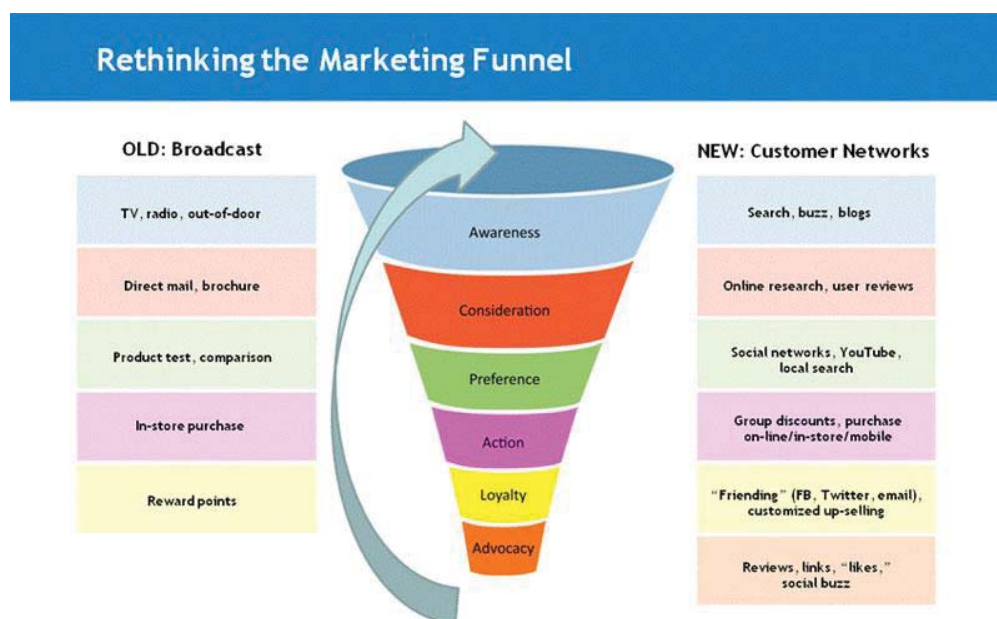 Rethinking the Marketing Funnel
OLD: Broadcast
TV, radio, out-of-door
Direct mail, brochure
Product test, comparison
In-store purchase
Reward points
Awareness
Consideration
Preference
Action
Loyalty
Advocacy
NEW: Customer Networks
Search, buzz, blogs
Online research, user reviews
Social networks, YouTube,
local search
Group discounts, purchase
on-line/in-store/mobile
“Friending” (FB, Twitter, email),
customized up-selling
Reviews, links, “likes,”
social buzz